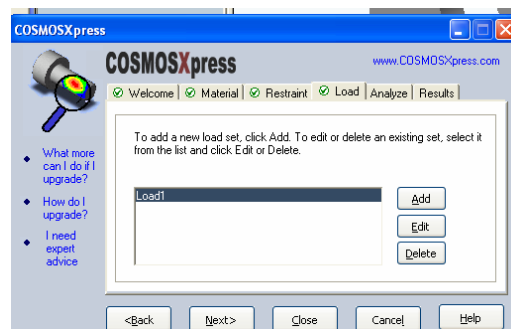 COSMOSXpress
COSMOSXpress
www.COSMOSXpress.com
Welcome Material Restraint Load Analyze Results
To add a new load set, click Add. To edit or delete an existing set, select it
from the list and click Edit or Delete.
What more
can I do if I
upgrade?
How do I
upgrade?
I need
expert
advice
Load1
Add
Edit
Delete
<Back Next> Close Cancel Help